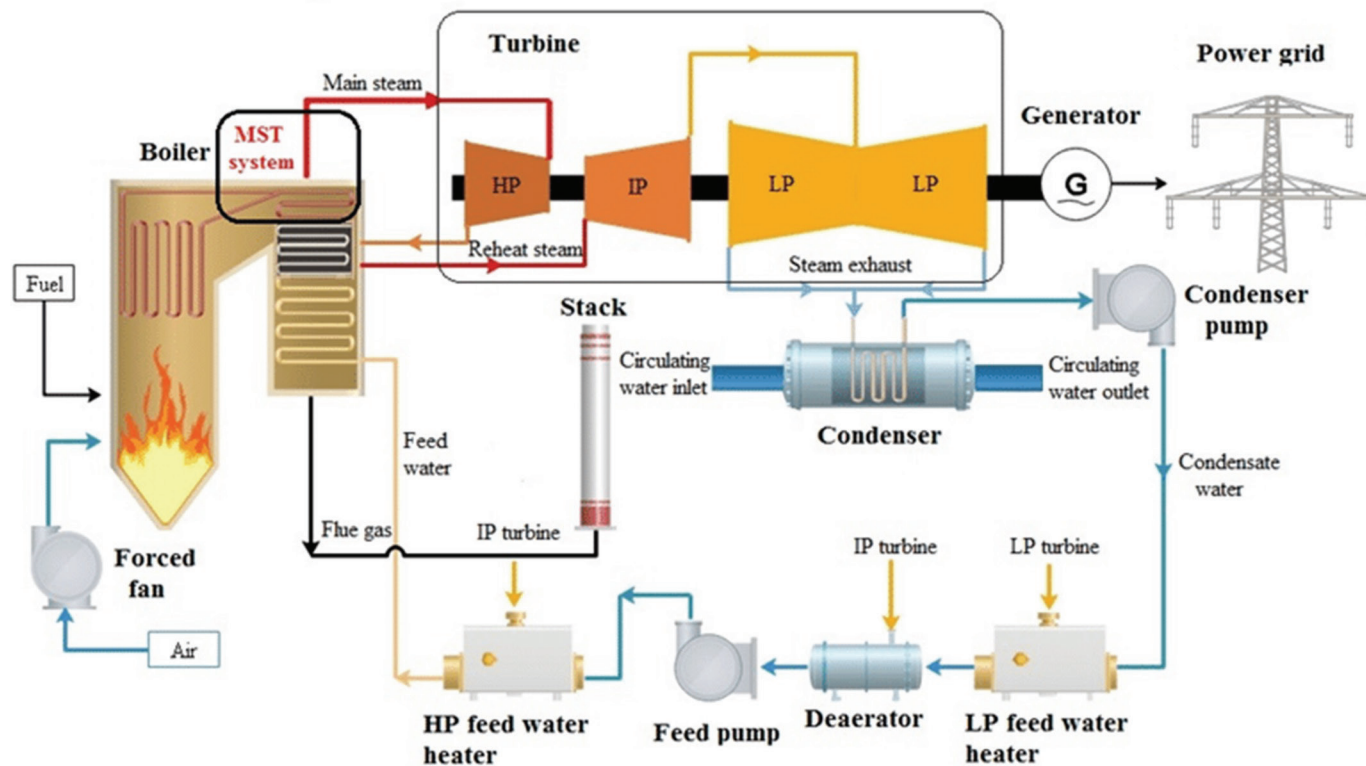 Turbine
Power grid
Main steam
Generator
MST
system
Boiler
HP
IP
LP
LP
G
Reheat steam
Steam exhaust
Fuel
Stack
Condenser
pump
Circulating
water inlet
Circulating
water outlet
Condenser
Feed
water
Condensate
water
Flue gas
IP turbine
IP turbine
LP turbine
Forced
fan
Air
HP feed water
heater
Feed pump
Deaerator
LP feed water
heater